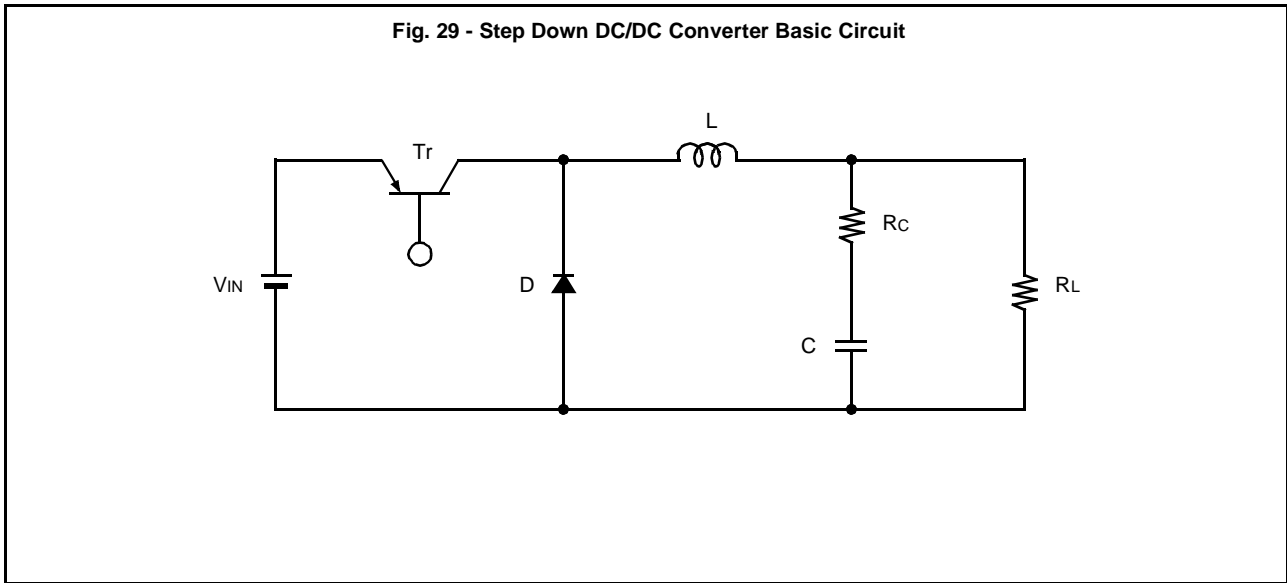 Fig. 29 - Step Down DC/DC Converter Basic Circuit
L
Tr
RC
VIN
D
RL
C